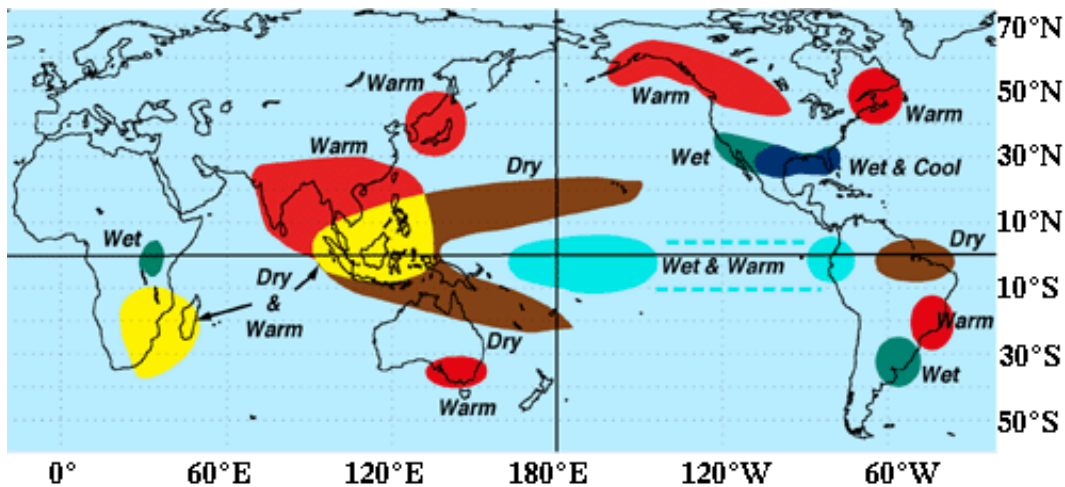 70°N
Warm
50°N
Warm
Warm
Warm
Dry
Wet
30°N
Wet & Cool
Wet
10°N
Dry
Wet & Warm
Dry
&
Warm
10°S
Dry
Warm
30°S
Wet
Warm
50°S
0°
60°E
120°E
180°E
120°W
60°W